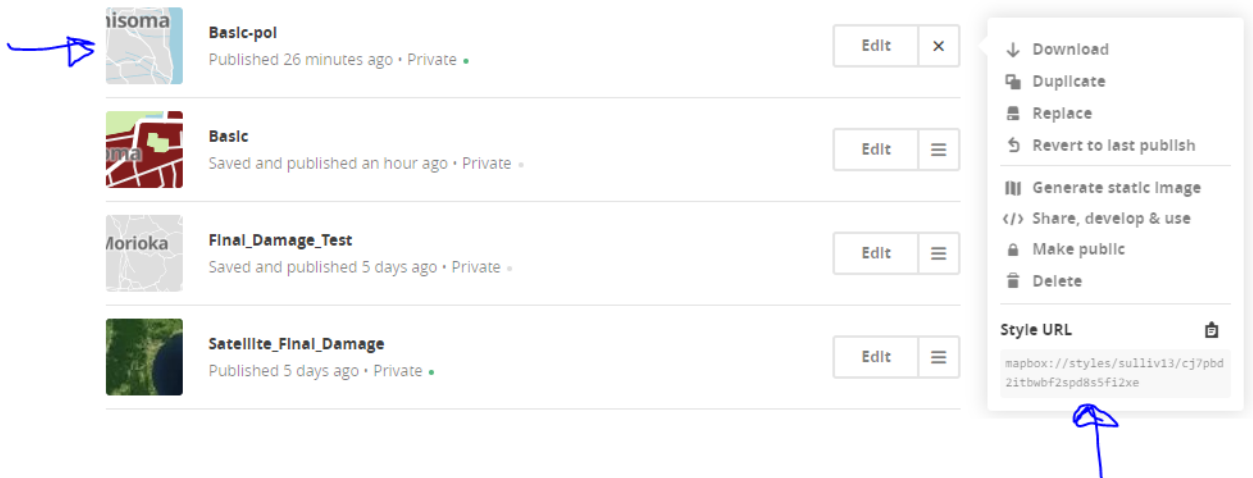 nisoma
Basic-pol
Published 26 minutes ago • Private •
Edit
×
oma
Basic
Saved and published an hour ago • Private •
Edit
Morioka
Final_Damage_Test
Saved and published 5 days ago • Private •
Edit
Satellite_Final_Damage
Published 5 days ago • Private •
Edit
Download
Duplicate
Replace
Revert to last publish
Generate static image
</> Share, develop & use
Make public
Delete
Style URL
mapbox://styles/sulliv13/cj7pbd
2itbwbf2spd8s5fi2xe